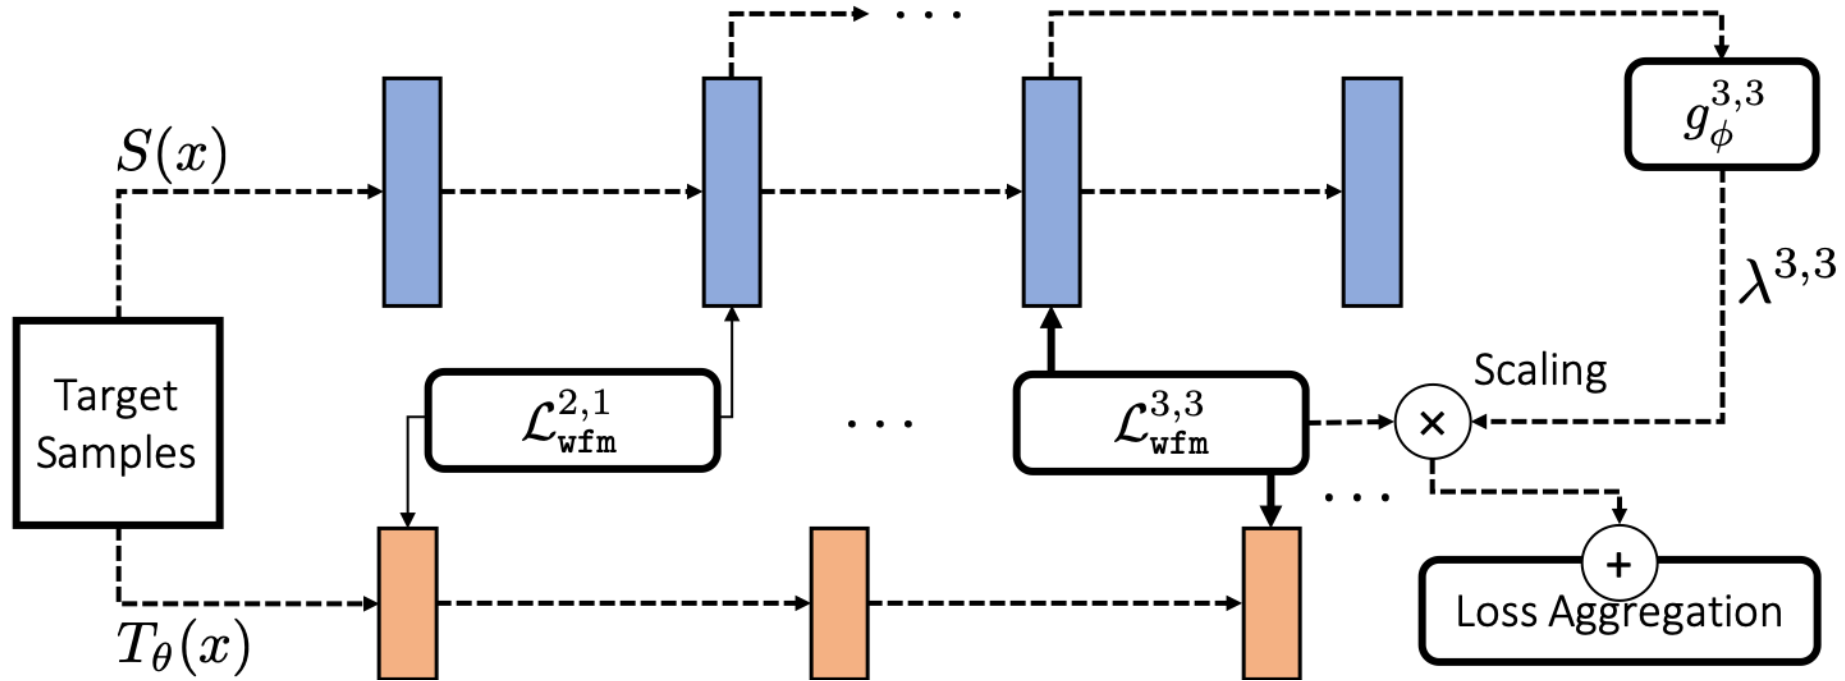 . . .
g_ϕ^{3,3}
S(x)
λ^{3,3}
Target
Samples
Scaling
ℒ_wfm^{2,1}
. . .
ℒ_wfm^{3,3}
×
. . .
+
Loss Aggregation
T_θ(x)